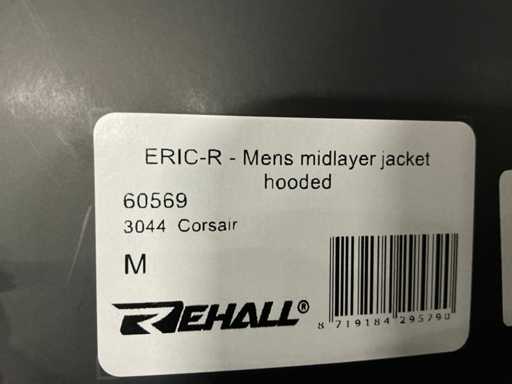 ERIC-R - Mens midlayer jacket
hooded
60569
3044 Corsair
M
REHALL®
8 719184 295790